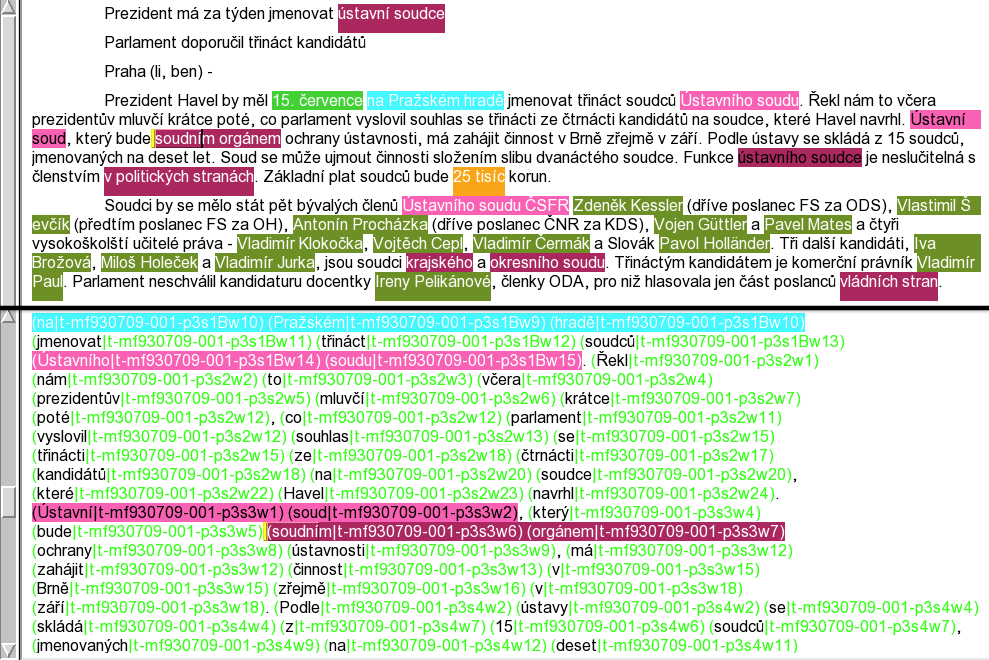 Prezident má za týden jmenovat ústavní soudce
Parlament doporučil třináct kandidátů
Praha (li, ben) -
Prezident Havel by měl 15. července na Pražském hradě jmenovat třináct soudců Ústavního soudu. Řekl nám to včera
prezidentův mluvčí krátce poté, co parlament vyslovil souhlas se třinácti ze čtrnácti kandidátů na soudce, které Havel navrhl. Ústavní
soud, který bude soudním orgánem ochrany ústavnosti, má zahájit činnost v Brně zřejmě v září. Podle ústavy se skládá z 15 soudců,
jmenovaných na deset let. Soud se může ujmout činnosti složením slibu dvanáctého soudce. Funkce ústavního soudce je neslučitelná s
členstvím v politických stranách. Základní plat soudců bude 25 tisíc korun.
Soudci by se mělo stát pět bývalých členů Ústavního soudu ČSFR Zdeněk Kessler (dříve poslanec FS za ODS), Vlastimil Š
evčík (předtím poslanec FS za OH), Antonín Procházka (dříve poslanec ČNR za KDS), Vojen Güttler a Pavel Mates a čtyři
vysokoškolští učitelé práva - Vladimír Klokočka, Vojtěch Cepl, Vladimír Čermák a Slovák Pavol Holländer. Tři další kandidáti, Iva
Brožová, Miloš Holeček a Vladimír Jurka, jsou soudci krajského a okresního soudu. Třináctým kandidátem je komerční právník Vladimír
Paul. Parlament neschválil kandidaturu docentky Ireny Pelikánové, členky ODA, pro niž hlasovala jen část poslanců vládních stran.
(na|t-mf930709-001-p3s1Bw10) (Pražském|t-mf930709-001-p3s1Bw9) (hradě|t-mf930709-001-p3s1Bw10)
(jmenovat|t-mf930709-001-p3s1Bw11) (třináct|t-mf930709-001-p3s1Bw12) (soudců|t-mf930709-001-p3s1Bw13)
(Ústavního|t-mf930709-001-p3s1Bw14) (soudu|t-mf930709-001-p3s1Bw15). (Řekl|t-mf930709-001-p3s2w1)
(nám|t-mf930709-001-p3s2w2) (to|t-mf930709-001-p3s2w3) (včera|t-mf930709-001-p3s2w4)
(prezidentův|t-mf930709-001-p3s2w5) (mluvčí|t-mf930709-001-p3s2w6) (krátce|t-mf930709-001-p3s2w7)
(poté|t-mf930709-001-p3s2w12), (co|t-mf930709-001-p3s2w12) (parlament|t-mf930709-001-p3s2w11)
(vyslovil|t-mf930709-001-p3s2w12) (souhlas|t-mf930709-001-p3s2w13) (se|t-mf930709-001-p3s2w15)
(třinácti|t-mf930709-001-p3s2w15) (ze|t-mf930709-001-p3s2w18) (čtrnácti|t-mf930709-001-p3s2w17)
(kandidátů|t-mf930709-001-p3s2w18) (na|t-mf930709-001-p3s2w20) (soudce|t-mf930709-001-p3s2w20),
(které|t-mf930709-001-p3s2w22) (Havel|t-mf930709-001-p3s2w23) (navrhl|t-mf930709-001-p3s2w24).
(Ústavní|t-mf930709-001-p3s3w1) (soud|t-mf930709-001-p3s3w2), (který|t-mf930709-001-p3s3w4)
(bude|t-mf930709-001-p3s3w5) (soudním|t-mf930709-001-p3s3w6) (orgánem|t-mf930709-001-p3s3w7)
(ochrany|t-mf930709-001-p3s3w8) (ústavnosti|t-mf930709-001-p3s3w9), (má|t-mf930709-001-p3s3w12)
(zahájit|t-mf930709-001-p3s3w12) (činnost|t-mf930709-001-p3s3w13) (v|t-mf930709-001-p3s3w15)
(Brně|t-mf930709-001-p3s3w15) (zřejmě|t-mf930709-001-p3s3w16) (v|t-mf930709-001-p3s3w18)
(září|t-mf930709-001-p3s3w18). (Podle|t-mf930709-001-p3s4w2) (ústavy|t-mf930709-001-p3s4w2) (se|t-mf930709-001-p3s4w4)
(skládá|t-mf930709-001-p3s4w4) (z|t-mf930709-001-p3s4w7) (15|t-mf930709-001-p3s4w6) (soudců|t-mf930709-001-p3s4w7),
(jmenovaných|t-mf930709-001-p3s4w9) (na|t-mf930709-001-p3s4w12) (deset|t-mf930709-001-p3s4w11)